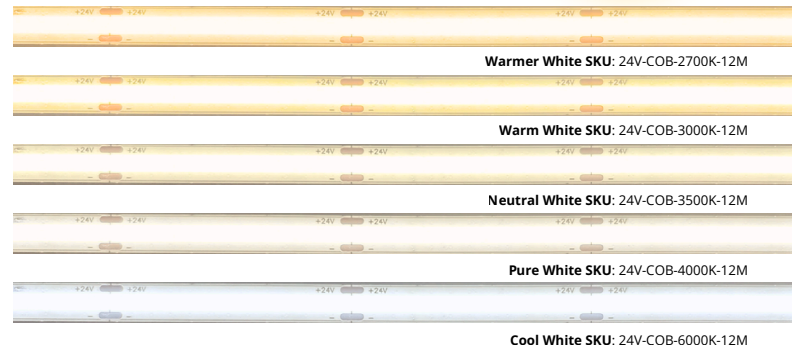 +24V +24V +24V +24V +24V +24V
- - - - - -
Warmer White SKU: 24V-COB-2700K-12M
+24V +24V +24V +24V +24V +24V
- - - - - -
Warm White SKU: 24V-COB-3000K-12M
+24V +24V +24V +24V +24V +24V
- - - - - -
Neutral White SKU: 24V-COB-3500K-12M
+24V +24V +24V +24V +24V +24V
- - - - - -
Pure White SKU: 24V-COB-4000K-12M
+24V +24V +24V +24V +24V +24V
- - - - - -
Cool White SKU: 24V-COB-6000K-12M